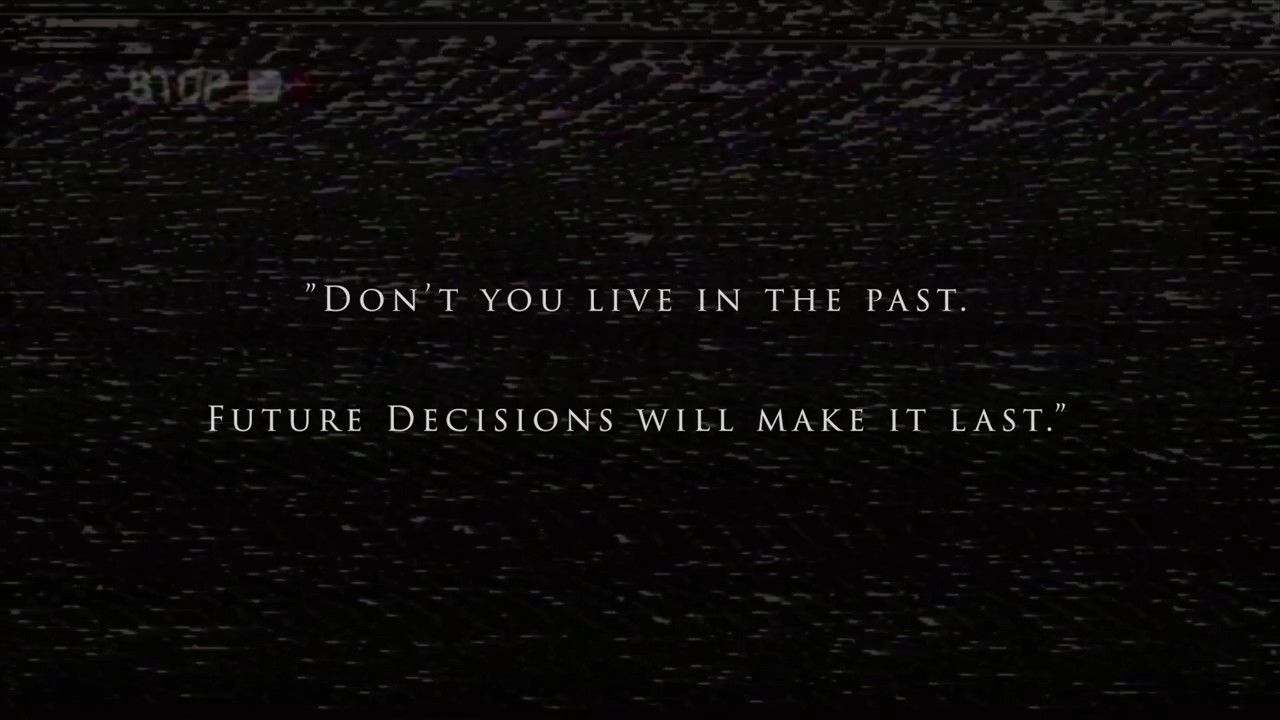 STOP
”Don’t you live in the past.
Future Decisions will make it last.”